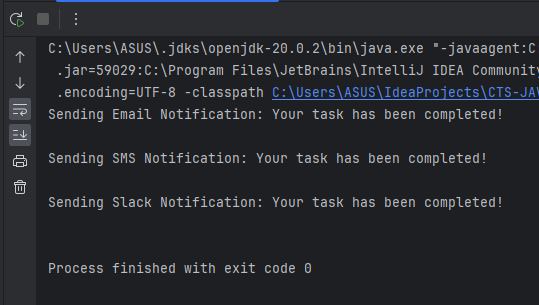 C:\Users\ASUS\.jdks\openjdk-20.0.2\bin\java.exe "-javaagent:C
.jar=59029:C:\Program Files\JetBrains\IntelliJ IDEA Community
.encoding=UTF-8 -classpath C:\Users\ASUS\IdeaProjects\CTS-JAV
Sending Email Notification: Your task has been completed!
Sending SMS Notification: Your task has been completed!
Sending Slack Notification: Your task has been completed!
Process finished with exit code 0